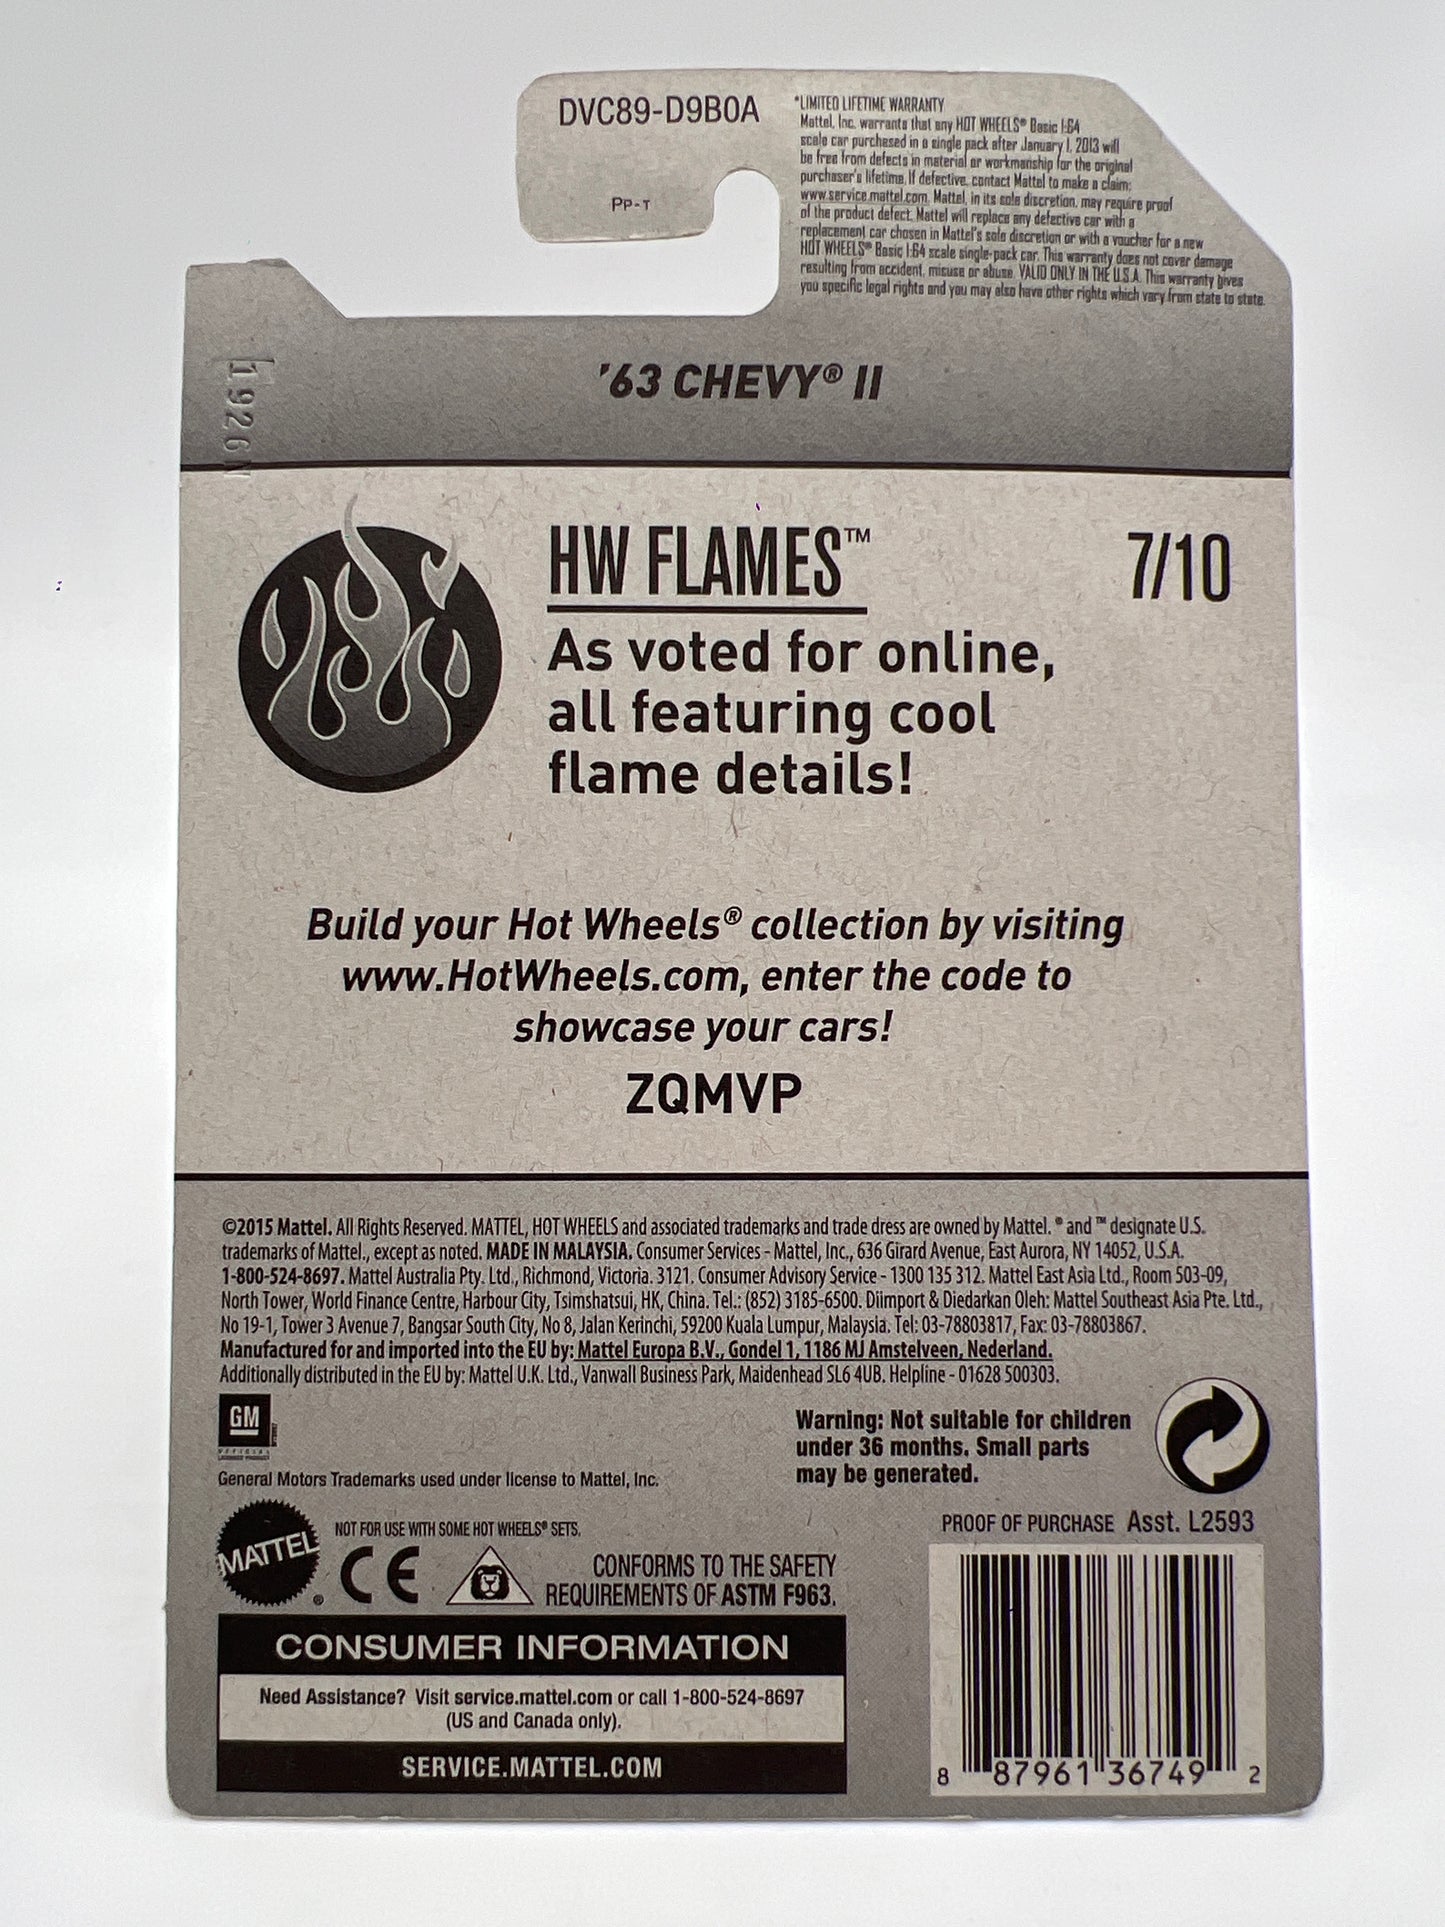 DVC89-D9B0A
PP-T
*LIMITED LIFETIME WARRANTY
Mattel, Inc. warrants that any HOT WHEELS® Basic 1:64
scale car purchased in a single pack after January 1, 2013 will
be free from defects in material or workmanship for the original
purchaser's lifetime. If defective, contact Mattel to make a claim:
www.service.mattel.com. Mattel, in its sole discretion, may require proof
of the product defect. Mattel will replace any defective car with a
replacement car chosen in Mattel's sole discretion or with a voucher for a new
HOT WHEELS® Basic 1:64 scale single-pack car. This warranty does not cover damage
resulting from accident, misuse or abuse. VALID ONLY IN THE U.S.A. This warranty gives
you specific legal rights and you may also have other rights which vary from state to state.
'63 CHEVY® II
HW FLAMES™
7/10
As voted for online,
all featuring cool
flame details!
Build your Hot Wheels® collection by visiting
www.HotWheels.com, enter the code to
showcase your cars!
ZQMVP
©2015 Mattel. All Rights Reserved. MATTEL, HOT WHEELS and associated trademarks and trade dress are owned by Mattel. ® and ™ designate U.S.
trademarks of Mattel., except as noted. MADE IN MALAYSIA. Consumer Services - Mattel, Inc., 636 Girard Avenue, East Aurora, NY 14052, U.S.A.
1-800-524-8697. Mattel Australia Pty. Ltd., Richmond, Victoria. 3121. Consumer Advisory Service - 1300 135 312. Mattel East Asia Ltd., Room 503-09,
North Tower, World Finance Centre, Harbour City, Tsimshatsui, HK, China. Tel.: (852) 3185-6500. Diimport & Diedarkan Oleh: Mattel Southeast Asia Pte. Ltd.,
No 19-1, Tower 3 Avenue 7, Bangsar South City, No 8, Jalan Kerinchi, 59200 Kuala Lumpur, Malaysia. Tel: 03-78803817, Fax: 03-78803867.
Manufactured for and imported into the EU by: Mattel Europa B.V., Gondel 1, 1186 MJ Amstelveen, Nederland.
Additionally distributed in the EU by: Mattel U.K. Ltd., Vanwall Business Park, Maidenhead SL6 4UB. Helpline - 01628 500303.
GM
OFFICIAL
LICENSED PRODUCT
General Motors Trademarks used under license to Mattel, Inc.
Warning: Not suitable for children
under 36 months. Small parts
may be generated.
MATTEL®
NOT FOR USE WITH SOME HOT WHEELS® SETS.
CE
CONFORMS TO THE SAFETY
REQUIREMENTS OF ASTM F963.
PROOF OF PURCHASE Asst. L2593
CONSUMER INFORMATION
Need Assistance? Visit service.mattel.com or call 1-800-524-8697
(US and Canada only).
SERVICE.MATTEL.COM
8 87961 36749 2